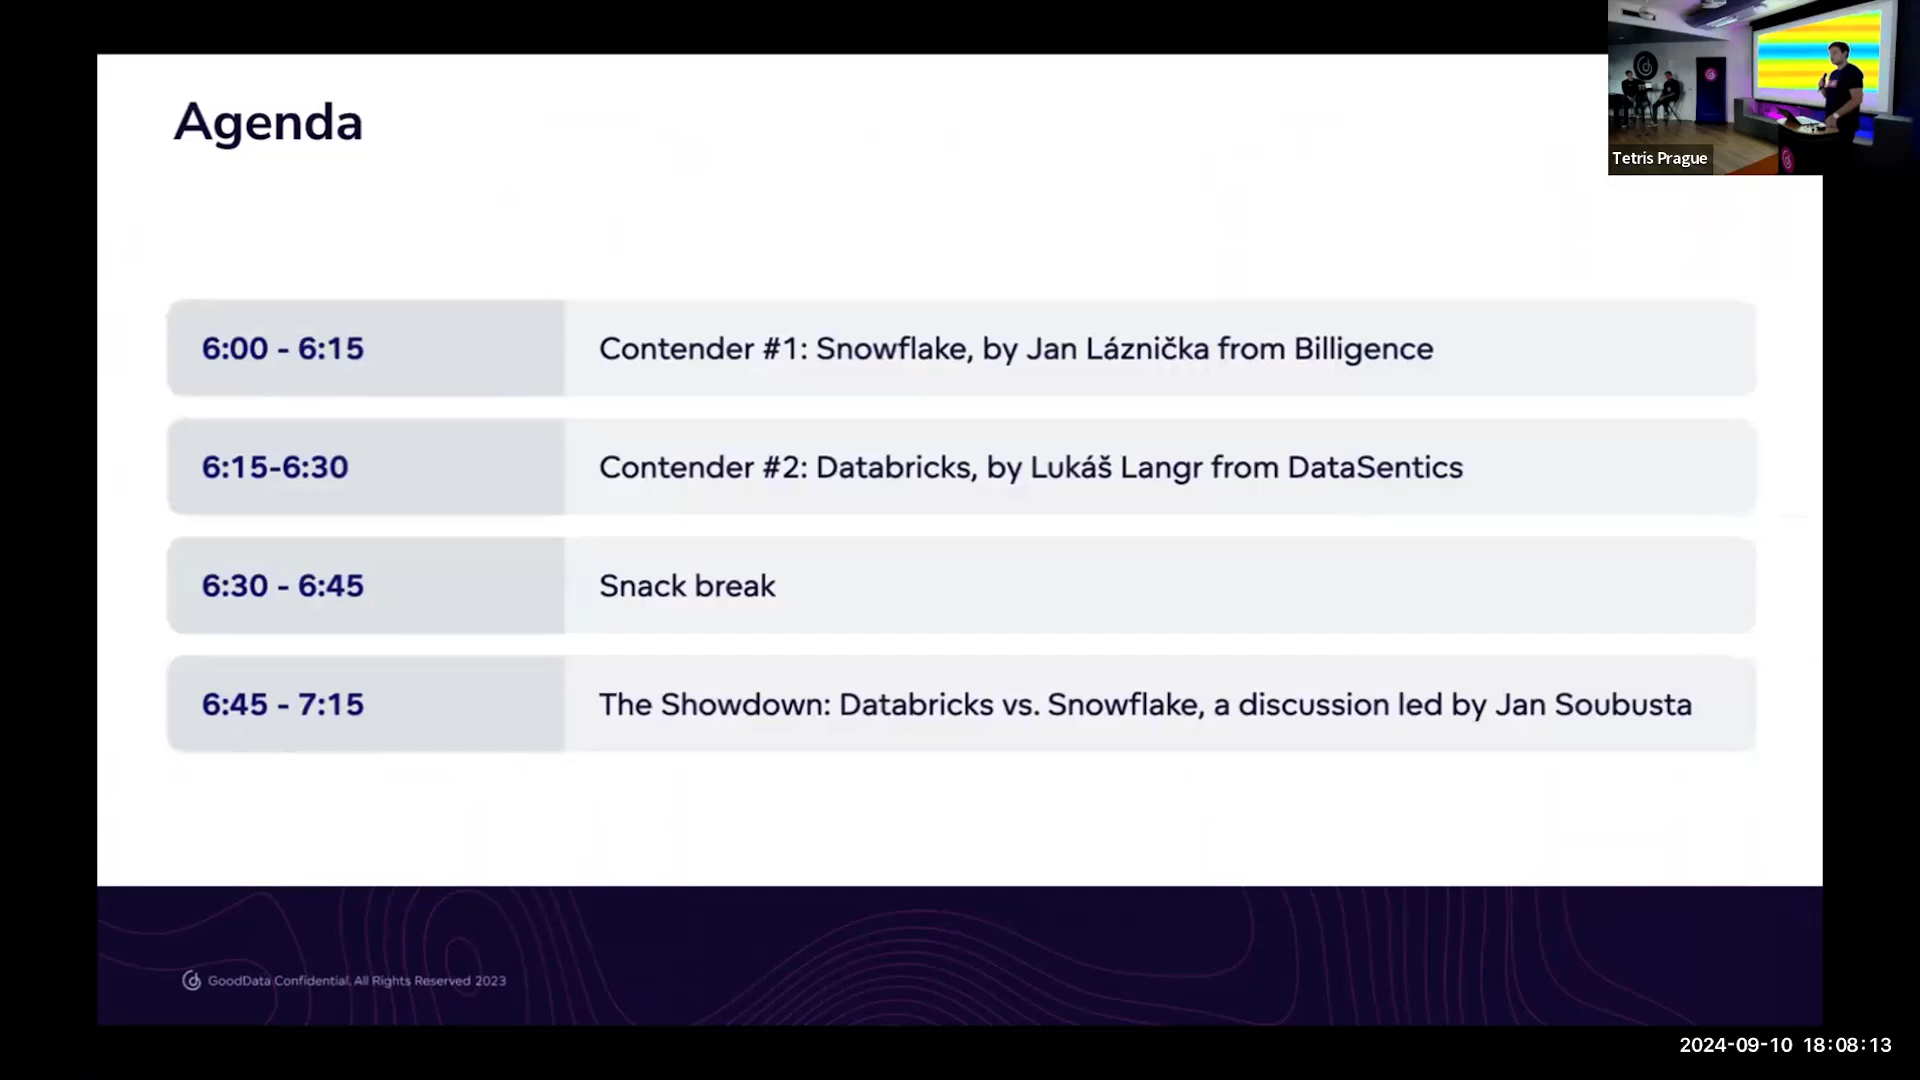 Agenda
Tetris Prague
6:00 - 6:15
Contender #1: Snowflake, by Jan Láznička from Billigence
6:15-6:30
Contender #2: Databricks, by Lukáš Langr from DataSentics
6:30 - 6:45
Snack break
6:45 - 7:15
The Showdown: Databricks vs. Snowflake, a discussion led by Jan Soubusta
GoodData Confidential. All Rights Reserved 2023
2024-09-10 18:08:13